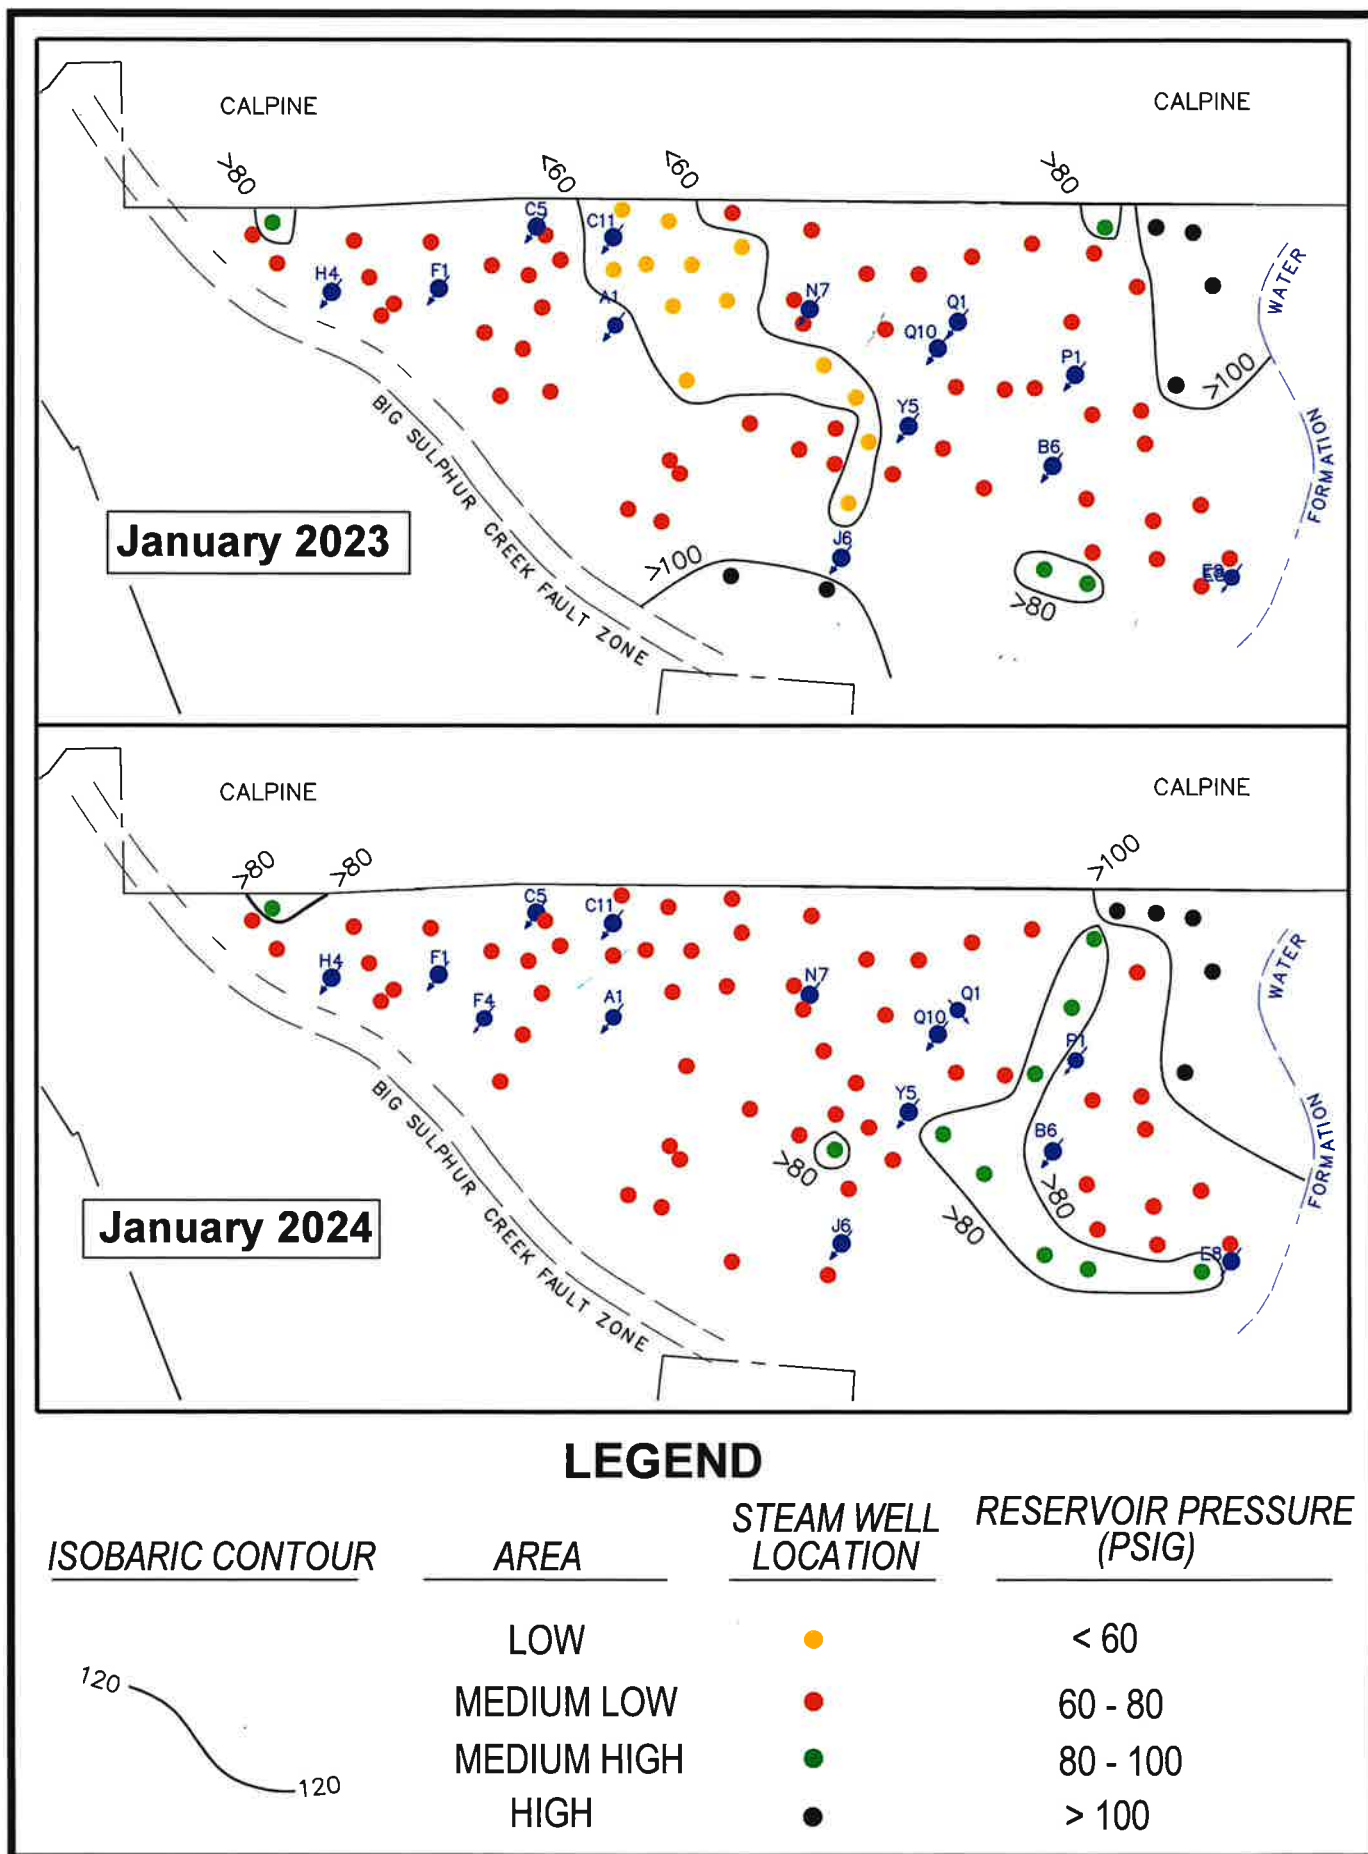 CALPINE
CALPINE
>80
<60
<60
>80
C5
C11
H4
F1
A1
N7
Q1
Q10
P1
Y5
B6
J6
E8
WATER
FORMATION
>100
BIG SULPHUR CREEK FAULT ZONE
January 2023
>100
>80
CALPINE
CALPINE
>80
>80
>100
C5
C11
H4
F1
F4
A1
N7
Q1
Q10
P1
Y5
B6
J6
E8
WATER
FORMATION
BIG SULPHUR CREEK FAULT ZONE
>80
>80
>80
January 2024
LEGEND
ISOBARIC CONTOUR
AREA
STEAM WELL
LOCATION
RESERVOIR PRESSURE
(PSIG)
LOW
< 60
120
120
MEDIUM LOW
60 - 80
MEDIUM HIGH
80 - 100
HIGH
> 100